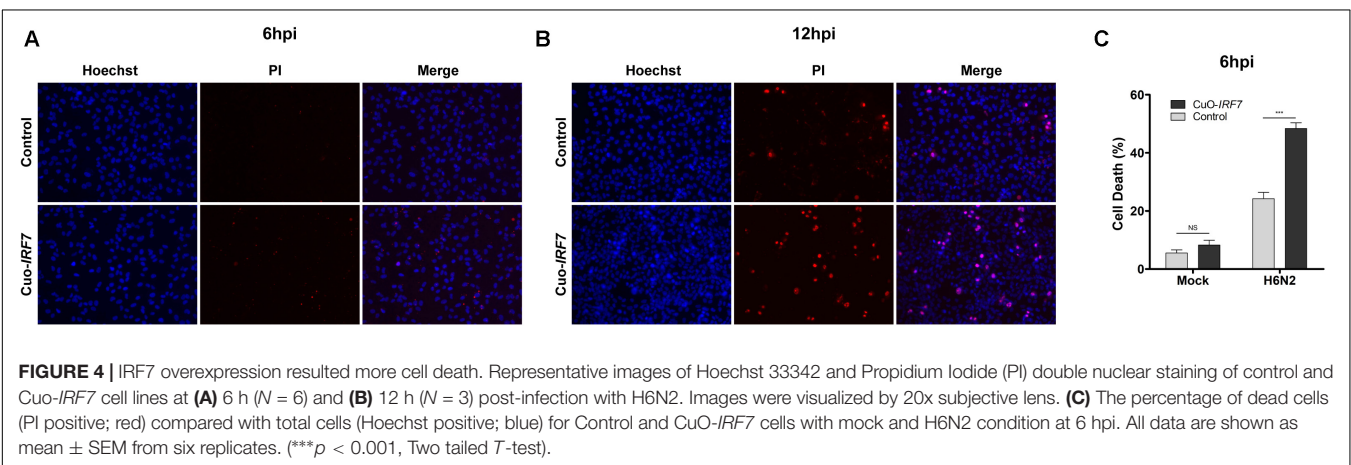 A
6hpi
Hoechst PI Merge
Control
Cuo-IRF7
B
12hpi
Hoechst PI Merge
Control
Cuo-IRF7
C
6hpi
CuO-IRF7
Control
Cell Death (%)
60
40
20
0
NS
***
Mock H6N2
FIGURE 4 | IRF7 overexpression resulted more cell death. Representative images of Hoechst 33342 and Propidium Iodide (PI) double nuclear staining of control and
Cuo-IRF7 cell lines at (A) 6 h (N = 6) and (B) 12 h (N = 3) post-infection with H6N2. Images were visualized by 20x subjective lens. (C) The percentage of dead cells
(PI positive; red) compared with total cells (Hoechst positive; blue) for Control and CuO-IRF7 cells with mock and H6N2 condition at 6 hpi. All data are shown as
mean ± SEM from six replicates. (***p < 0.001, Two tailed T-test).